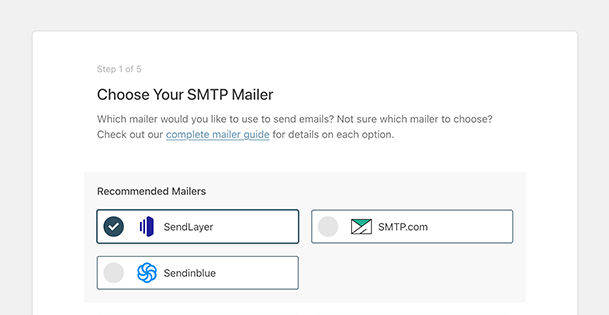 Step 1 of 5
Choose Your SMTP Mailer
Which mailer would you like to use to send emails? Not sure which mailer to choose?
Check out our complete mailer guide for details on each option.
Recommended Mailers
SendLayer
SMTP.com
Sendinblue